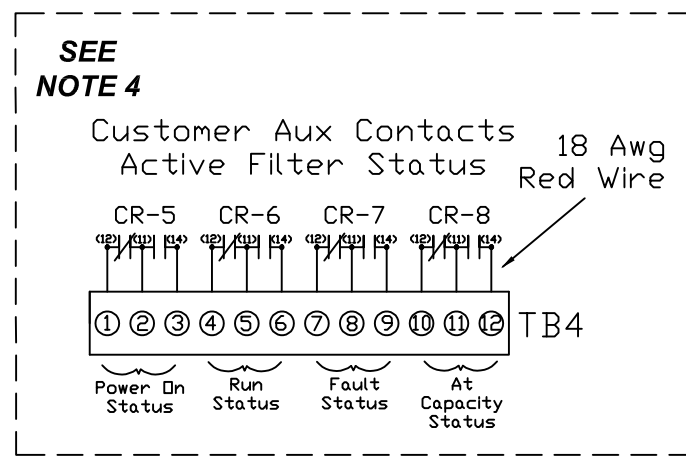 SEE
NOTE 4
Customer Aux Contacts
Active Filter Status
18 Awg
Red Wire
CR-5 CR-6 CR-7 CR-8
(12) (11) (14) (12) (11) (14) (12) (11) (14) (12) (11) (14)
1 2 3 4 5 6 7 8 9 10 11 12 TB4
Power On
Status
Run
Status
Fault
Status
At
Capacity
Status